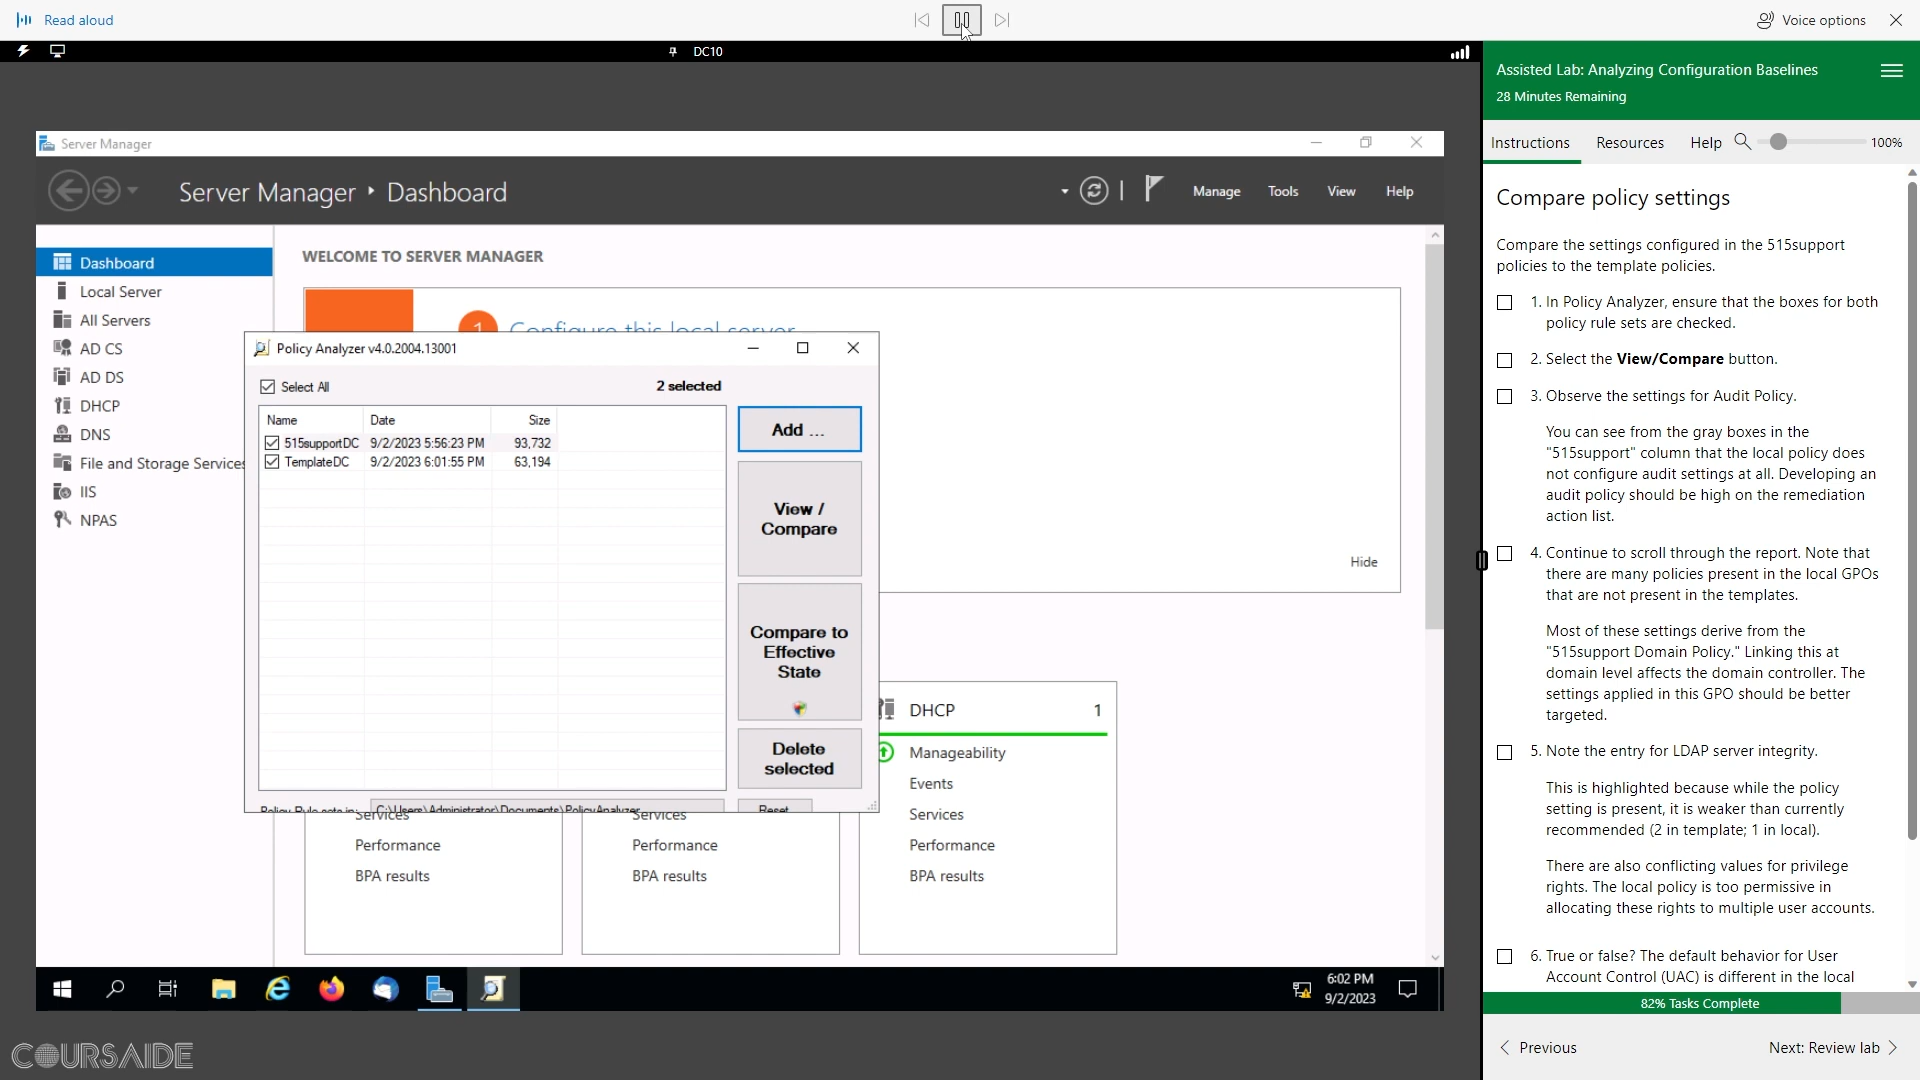 Read aloud
Voice options
DC10
Server Manager
Server Manager • Dashboard
Manage
Tools
View
Help
Dashboard
Local Server
All Servers
AD CS
AD DS
DHCP
DNS
File and Storage Services
IIS
NPAS
WELCOME TO SERVER MANAGER
1
Configure this local server
Hide
Policy Analyzer v4.0.2004.13001
Select All
2 selected
Name Date Size
515supportDC 9/2/2023 5:56:23 PM 93,732
TemplateDC 9/2/2023 6:01:55 PM 63,194
Add ...
View /
Compare
Compare to
Effective
State
Delete
selected
Policy Rule sets in:
C:\Users\Administrator\Documents\PolicyAnalyzer
Reset
DHCP 1
Manageability
Events
Services
Performance
BPA results
Services
Performance
BPA results
Services
Performance
BPA results
6:02 PM
9/2/2023
COURSAIDE
Assisted Lab: Analyzing Configuration Baselines
28 Minutes Remaining
Instructions
Resources
Help
100%
Compare policy settings
Compare the settings configured in the 515support
policies to the template policies.
1. In Policy Analyzer, ensure that the boxes for both
policy rule sets are checked.
2. Select the View/Compare button.
3. Observe the settings for Audit Policy.
You can see from the gray boxes in the
"515support" column that the local policy does
not configure audit settings at all. Developing an
audit policy should be high on the remediation
action list.
4. Continue to scroll through the report. Note that
there are many policies present in the local GPOs
that are not present in the templates.
Most of these settings derive from the
"515support Domain Policy." Linking this at
domain level affects the domain controller. The
settings applied in this GPO should be better
targeted.
5. Note the entry for LDAP server integrity.
This is highlighted because while the policy
setting is present, it is weaker than currently
recommended (2 in template; 1 in local).
There are also conflicting values for privilege
rights. The local policy is too permissive in
allocating these rights to multiple user accounts.
6. True or false? The default behavior for User
Account Control (UAC) is different in the local
82% Tasks Complete
Previous
Next: Review lab